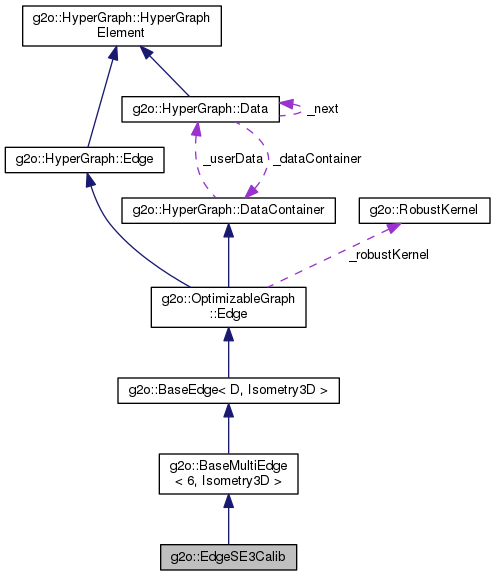 g2o::HyperGraph::HyperGraph
Element
g2o::HyperGraph::Data
_next
g2o::HyperGraph::Edge
_userData
_dataContainer
g2o::HyperGraph::DataContainer
g2o::RobustKernel
_robustKernel
g2o::OptimizableGraph
::Edge
g2o::BaseEdge< D, Isometry3D >
g2o::BaseMultiEdge
< 6, Isometry3D >
g2o::EdgeSE3Calib